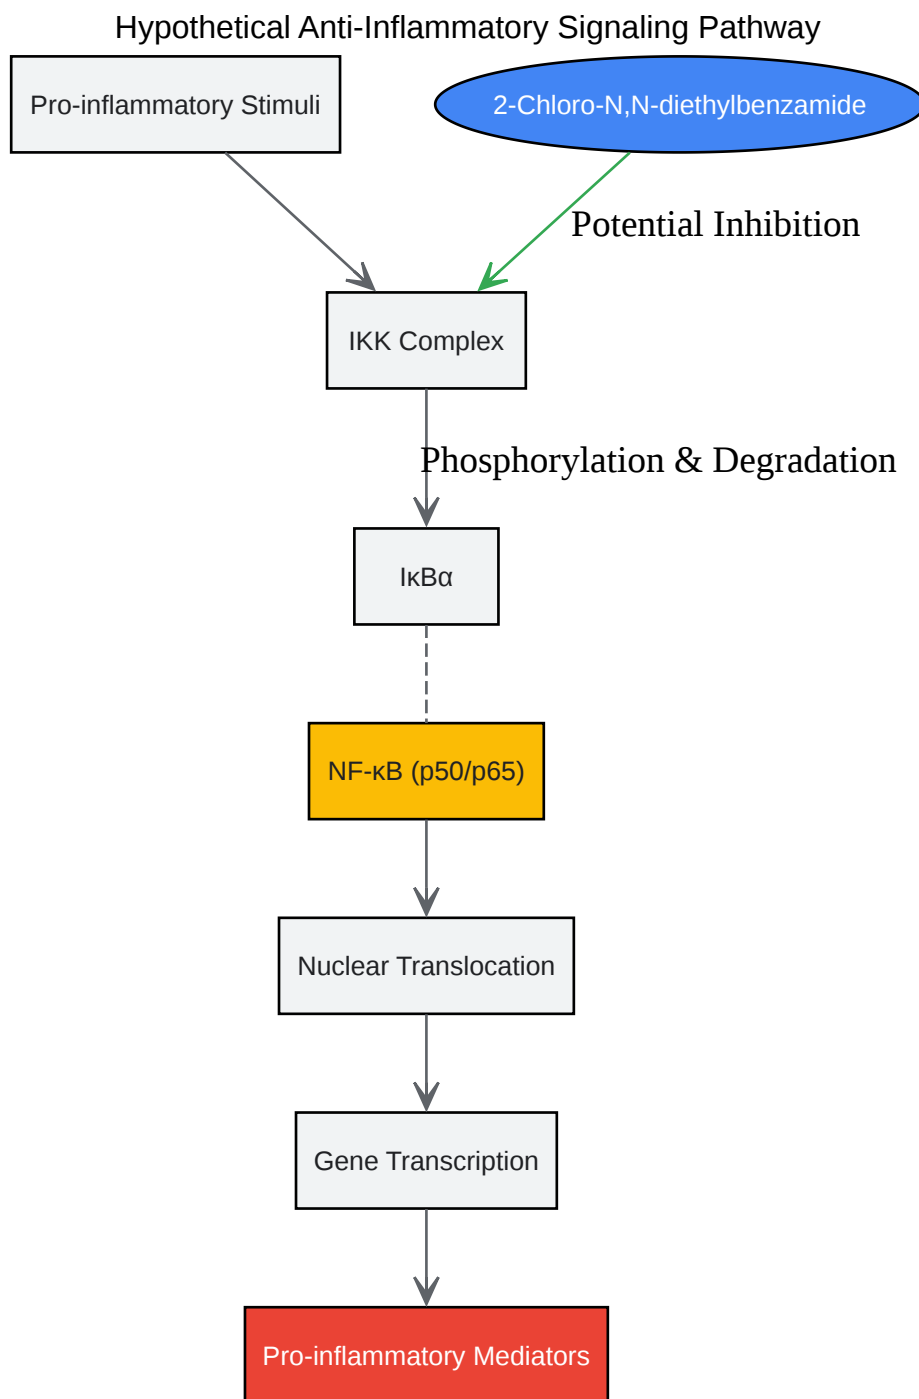 Hypothetical Anti-Inflammatory Signaling Pathway
Pro-inflammatory Stimuli
2-Chloro-N,N-diethylbenzamide
Potential Inhibition
IKK Complex
Phosphorylation & Degradation
IκBα
NF-κB (p50/p65)
Nuclear Translocation
Gene Transcription
Pro-inflammatory Mediators